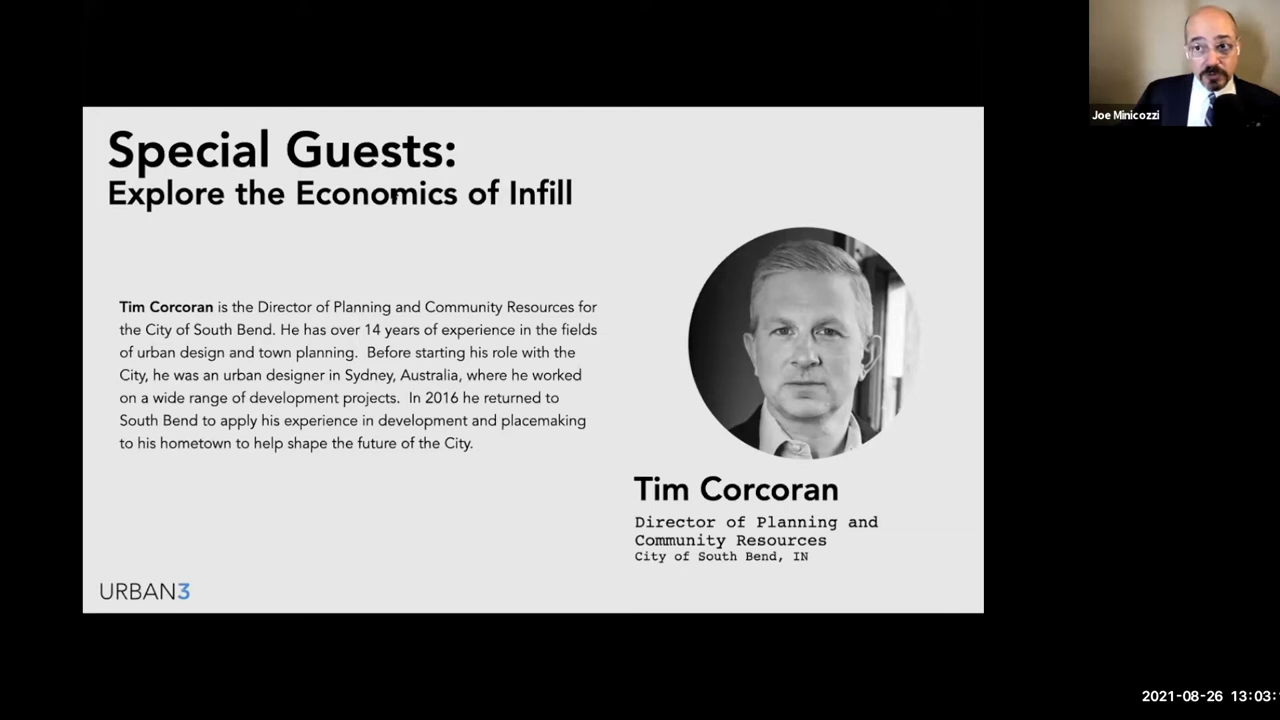 Joe Minicozzi
Special Guests:
Explore the Economics of Infill
Tim Corcoran is the Director of Planning and Community Resources for
the City of South Bend. He has over 14 years of experience in the fields
of urban design and town planning. Before starting his role with the
City, he was an urban designer in Sydney, Australia, where he worked
on a wide range of development projects. In 2016 he returned to
South Bend to apply his experience in development and placemaking
to his hometown to help shape the future of the City.
Tim Corcoran
Director of Planning and
Community Resources
City of South Bend, IN
URBAN3
2021-08-26 13:03: